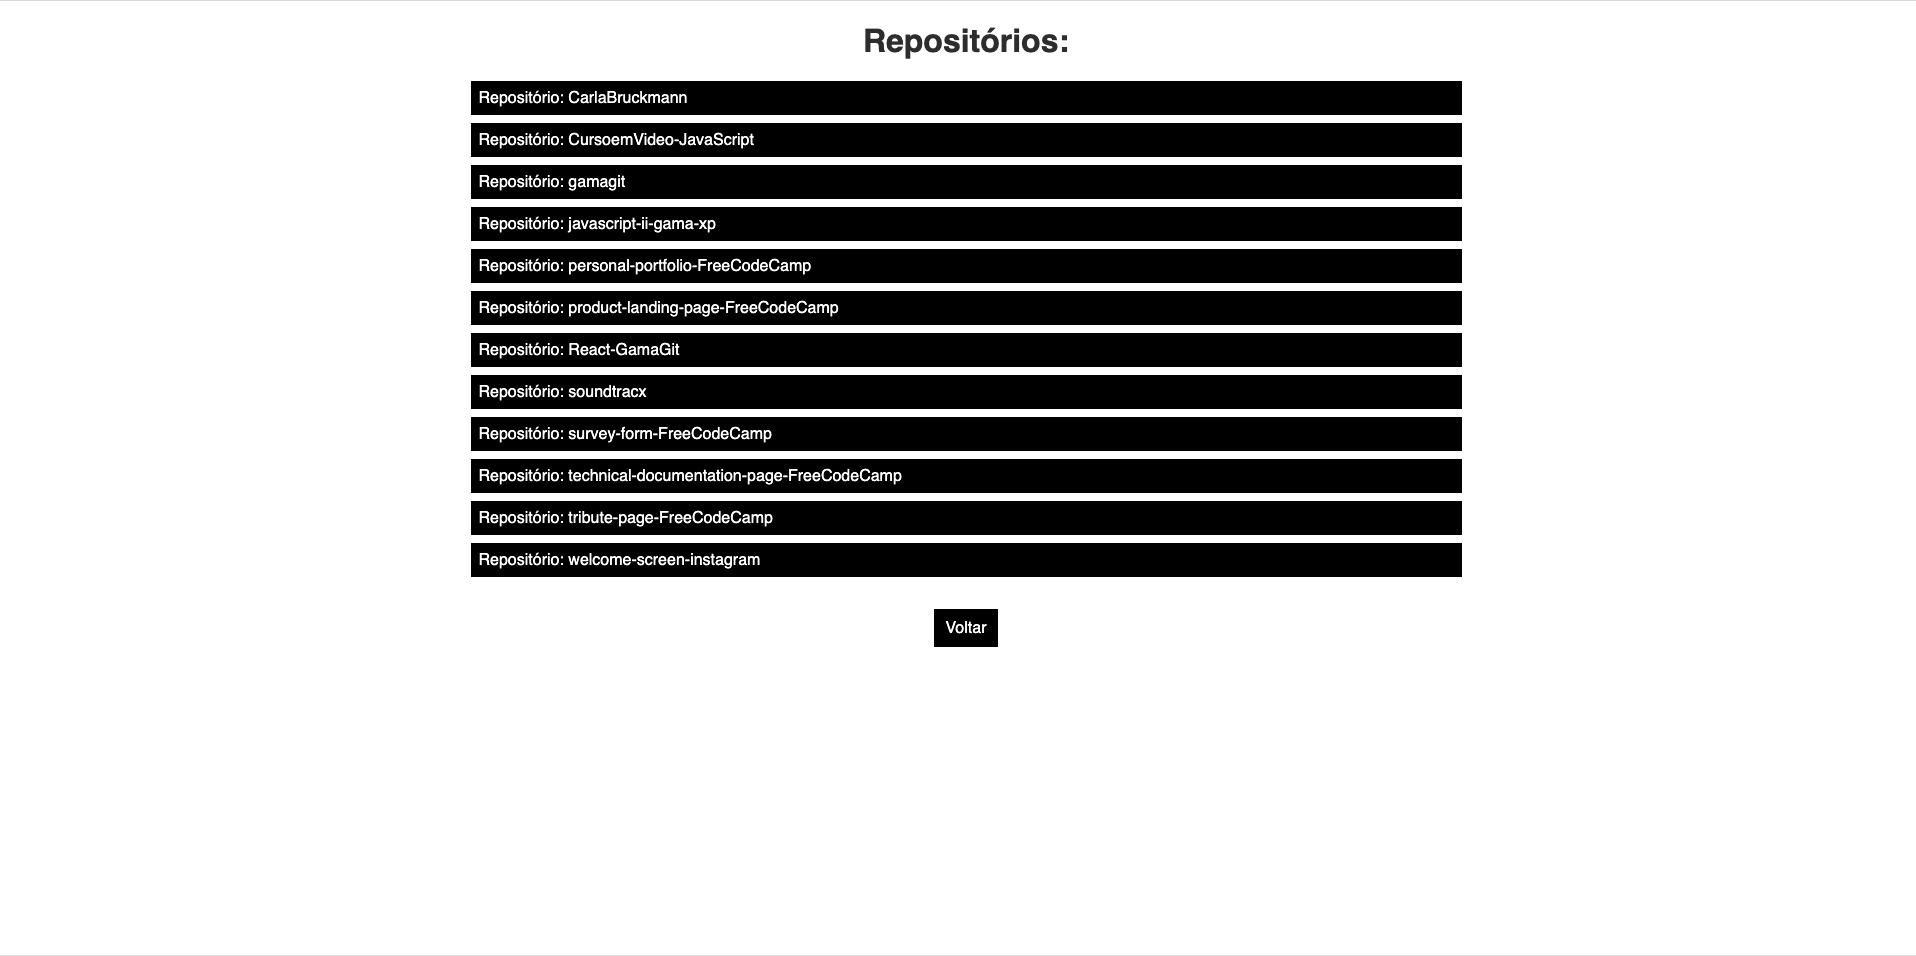 Repositórios:
Repositório: CarlaBruckmann
Repositório: CursoemVideo-JavaScript
Repositório: gamagit
Repositório: javascript-ii-gama-xp
Repositório: personal-portfolio-FreeCodeCamp
Repositório: product-landing-page-FreeCodeCamp
Repositório: React-GamaGit
Repositório: soundtracx
Repositório: survey-form-FreeCodeCamp
Repositório: technical-documentation-page-FreeCodeCamp
Repositório: tribute-page-FreeCodeCamp
Repositório: welcome-screen-instagram
Voltar